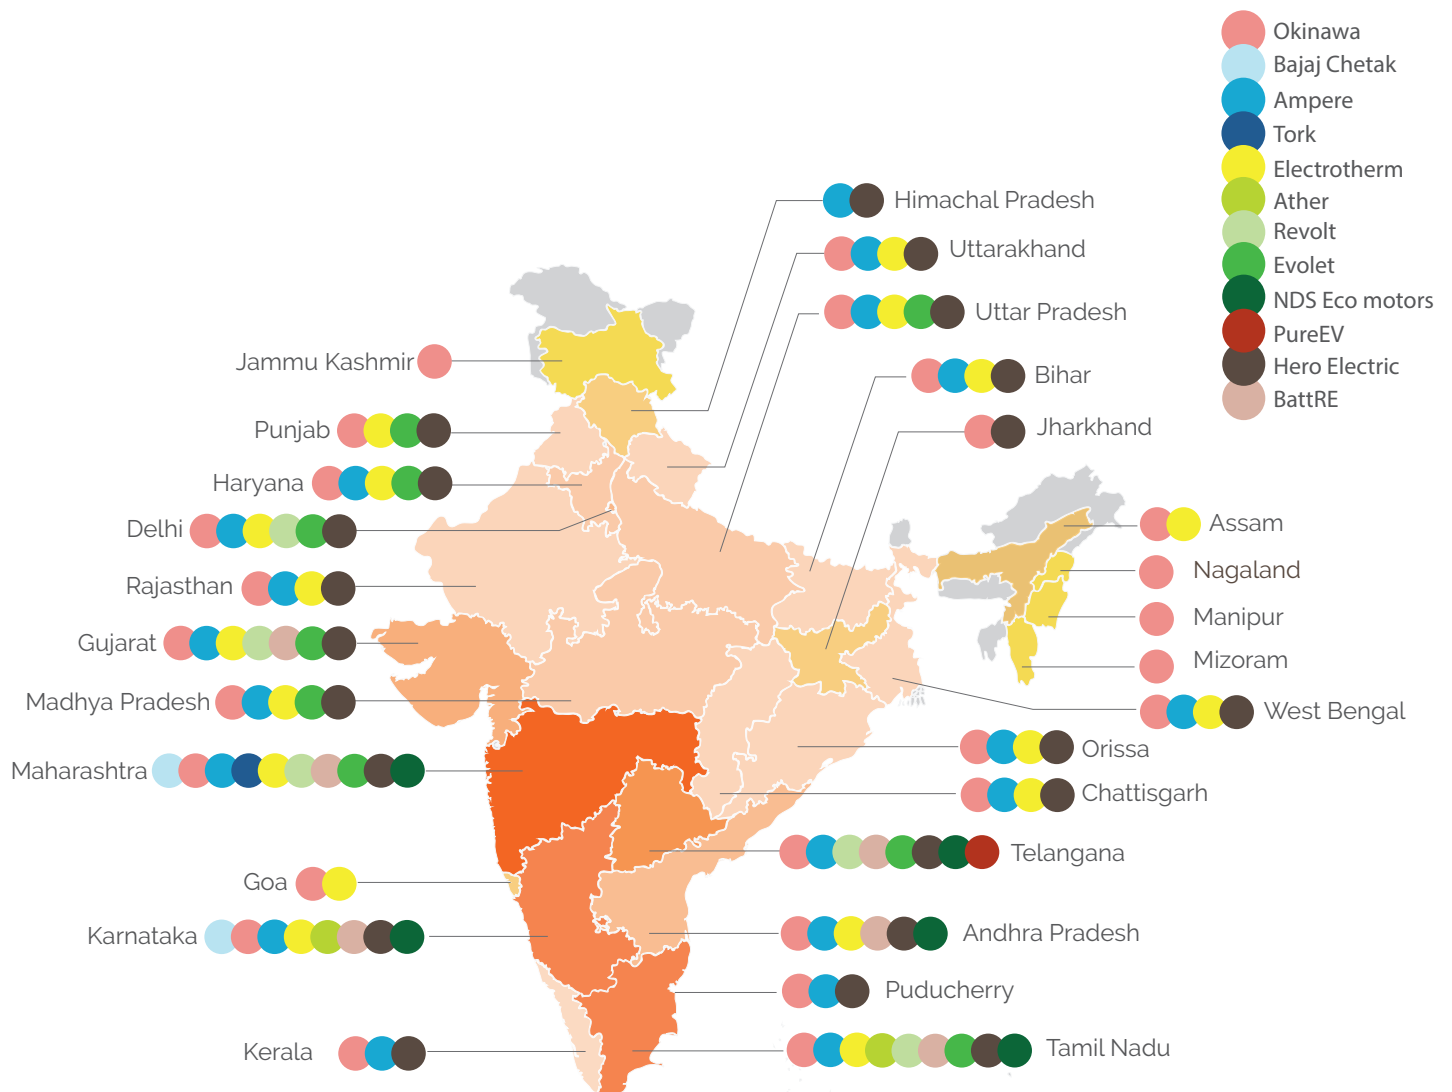 Okinawa
Bajaj Chetak
Ampere
Tork
Electrotherm
Ather
Revolt
Evolet
NDS Eco motors
PureEV
Hero Electric
BattRE
Himachal Pradesh
Uttarakhand
Uttar Pradesh
Bihar
Jharkhand
Jammu Kashmir
Punjab
Haryana
Delhi
Rajasthan
Gujarat
Madhya Pradesh
Maharashtra
Goa
Karnataka
Kerala
Assam
Nagaland
Manipur
Mizoram
West Bengal
Orissa
Chattisgarh
Telangana
Andhra Pradesh
Puducherry
Tamil Nadu